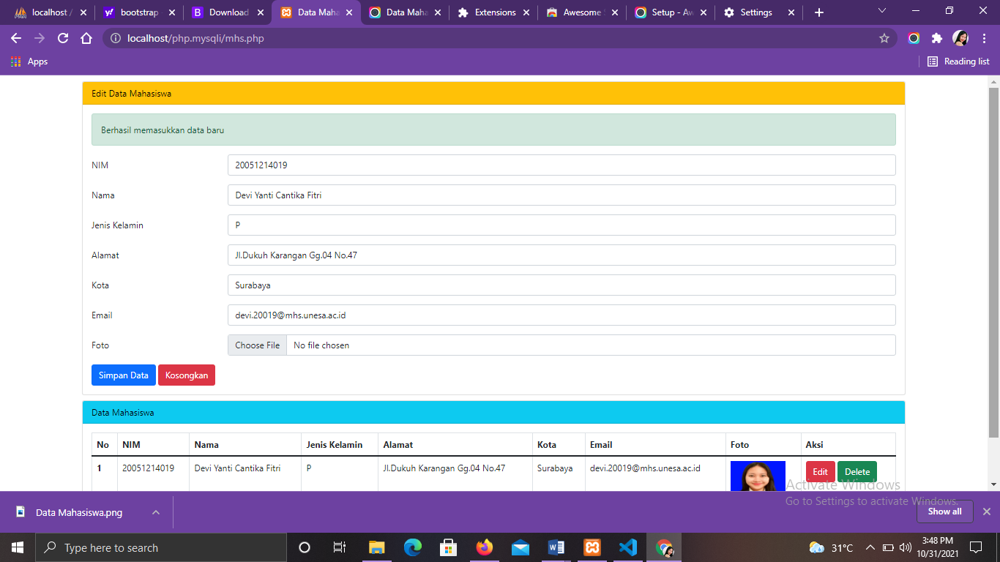 localhost / bootstrap Download Data Maha Data Maha Extensions Awesome Setup - Aw Settings
localhost/php.mysqli/mhs.php
Apps Reading list
Edit Data Mahasiswa
Berhasil memasukkan data baru
NIM 20051214019
Nama Devi Yanti Cantika Fitri
Jenis Kelamin P
Alamat Jl.Dukuh Karangan Gg.04 No.47
Kota Surabaya
Email devi.20019@mhs.unesa.ac.id
Foto Choose File No file chosen
Simpan Data Kosongkan
Data Mahasiswa
No NIM Nama Jenis Kelamin Alamat Kota Email Foto Aksi
1 20051214019 Devi Yanti Cantika Fitri P Jl.Dukuh Karangan Gg.04 No.47 Surabaya devi.20019@mhs.unesa.ac.id Edit Delete
Activate Windows
Go to Settings to activate Windows.
Data Mahasiswa.png Show all
Type here to search 31°C 3:48 PM
10/31/2021